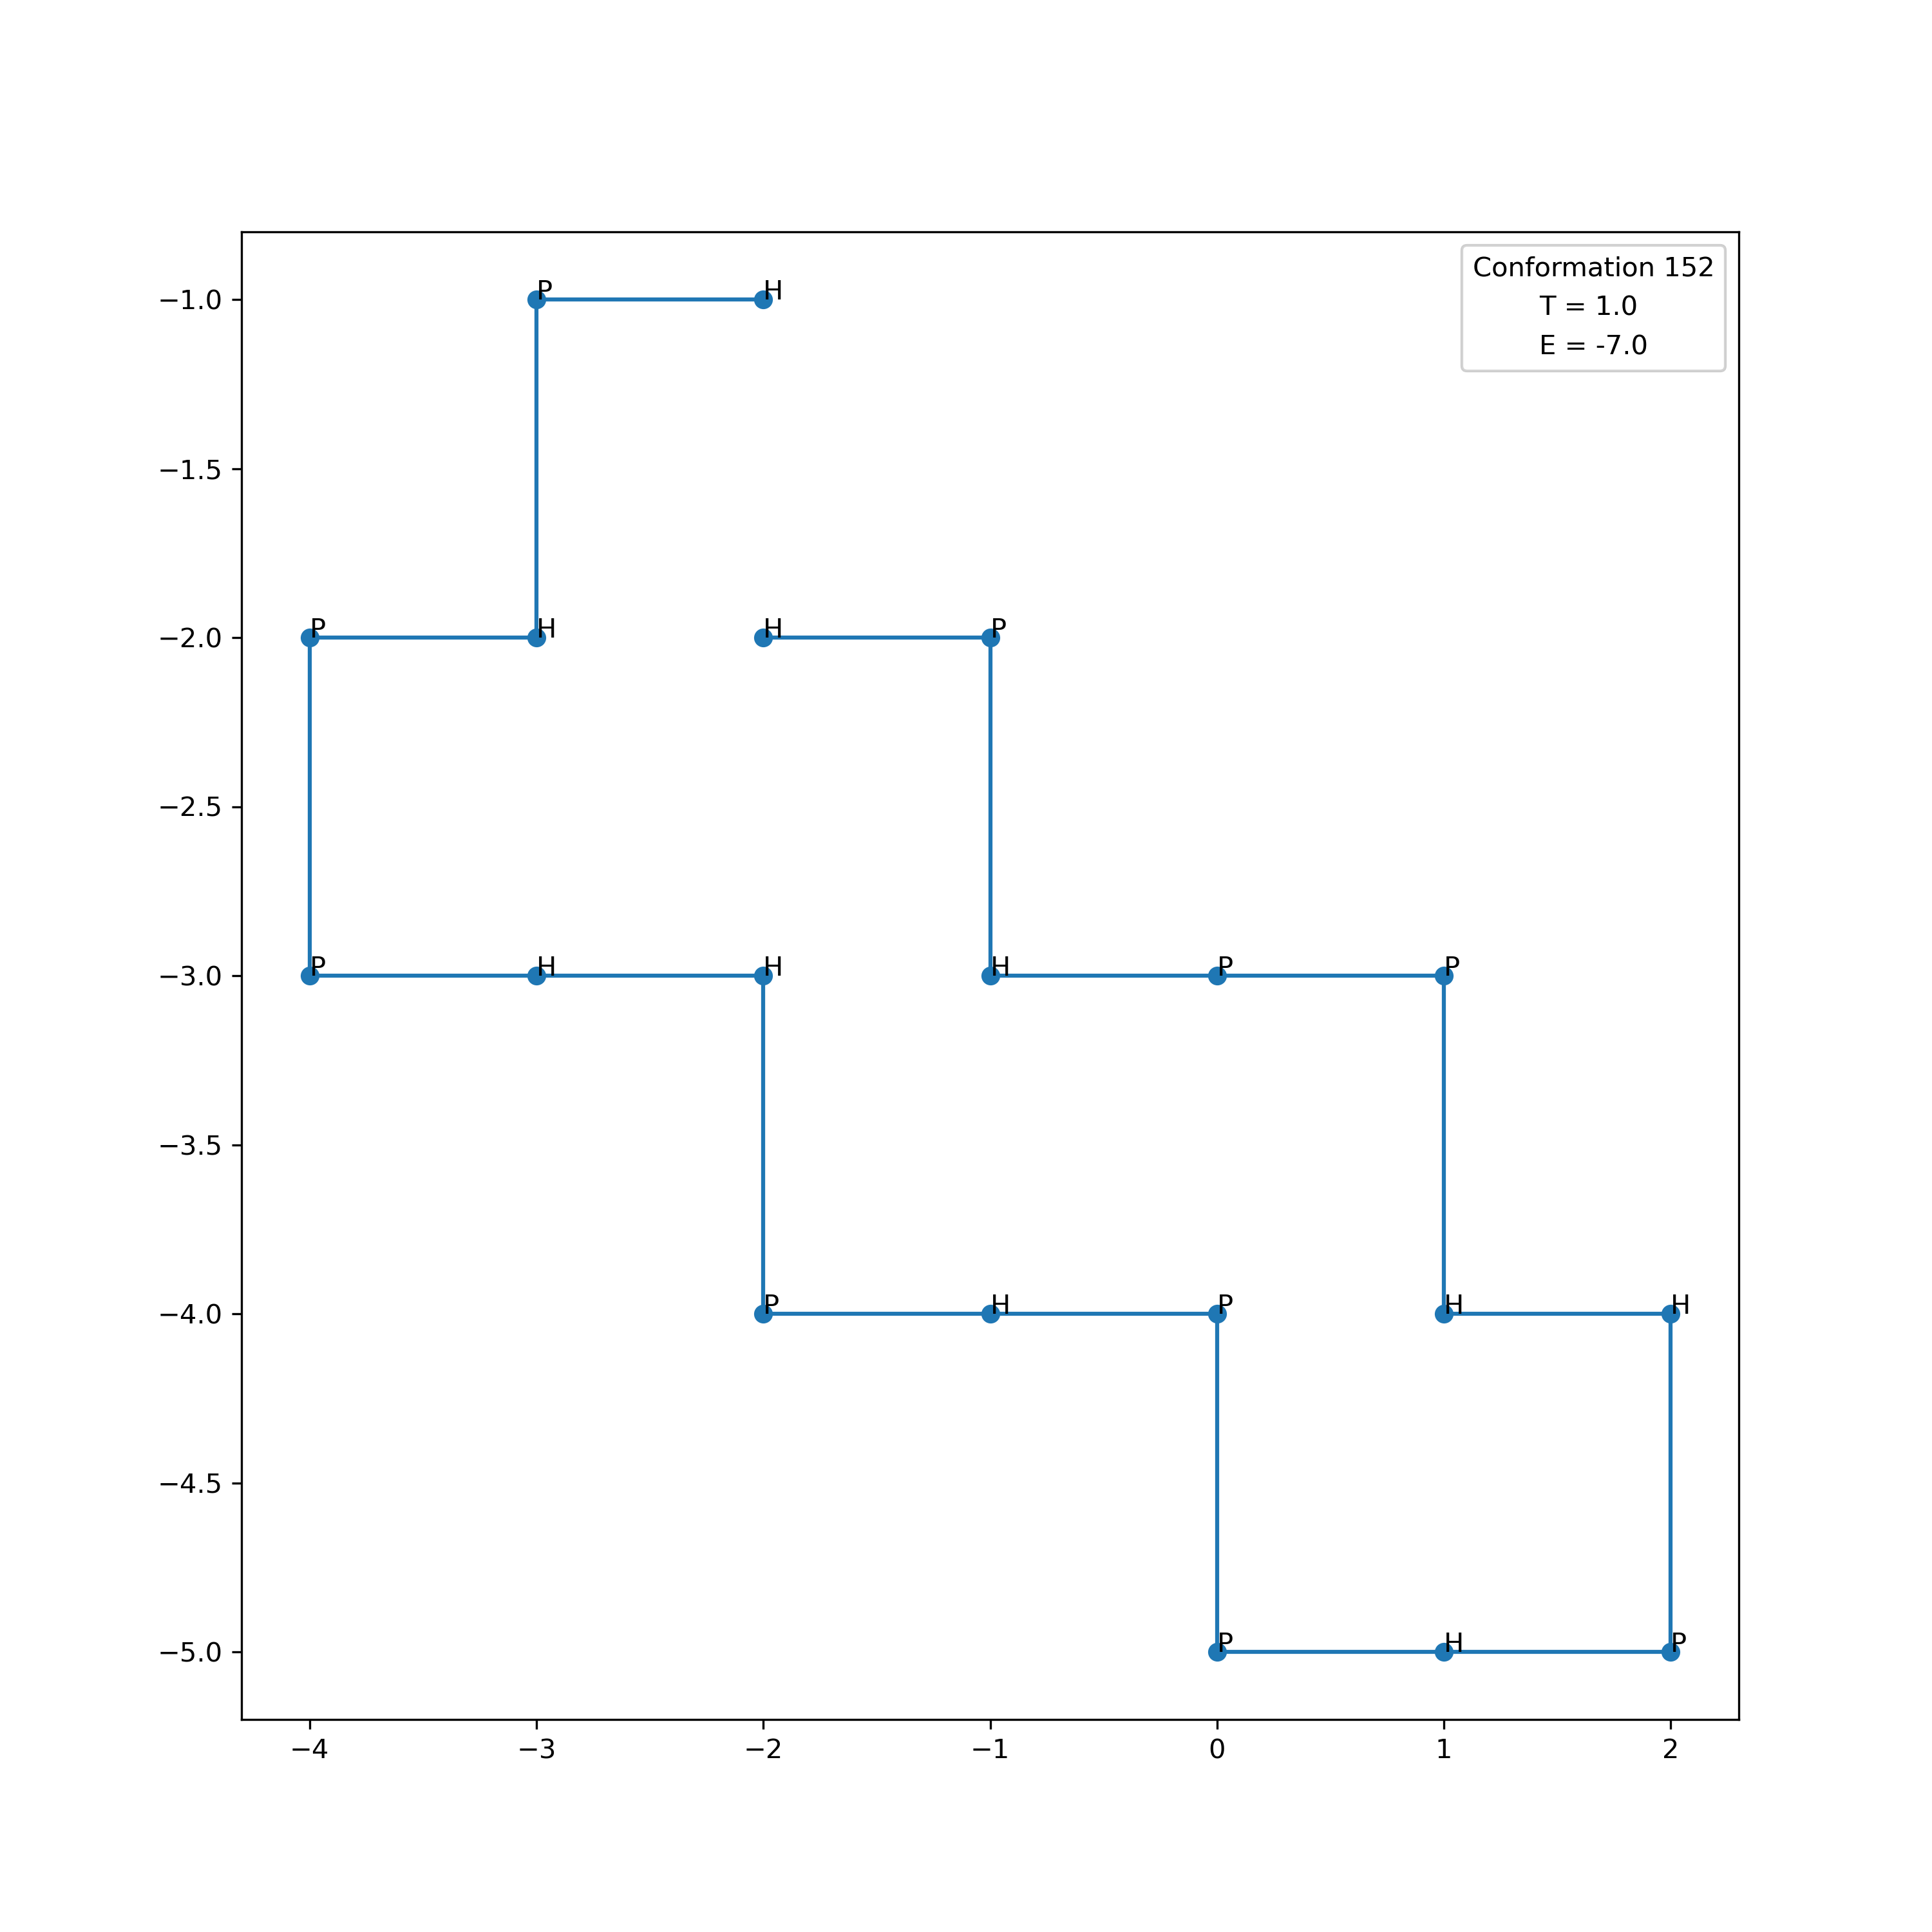 Conformation 152
T = 1.0
E = -7.0
−1.0
P H
−1.5
−2.0
P H H P
−2.5
−3.0
P H H H P P
−3.5
−4.0
P H P H H
−4.5
−5.0
P H P
−4 −3 −2 −1 0 1 2